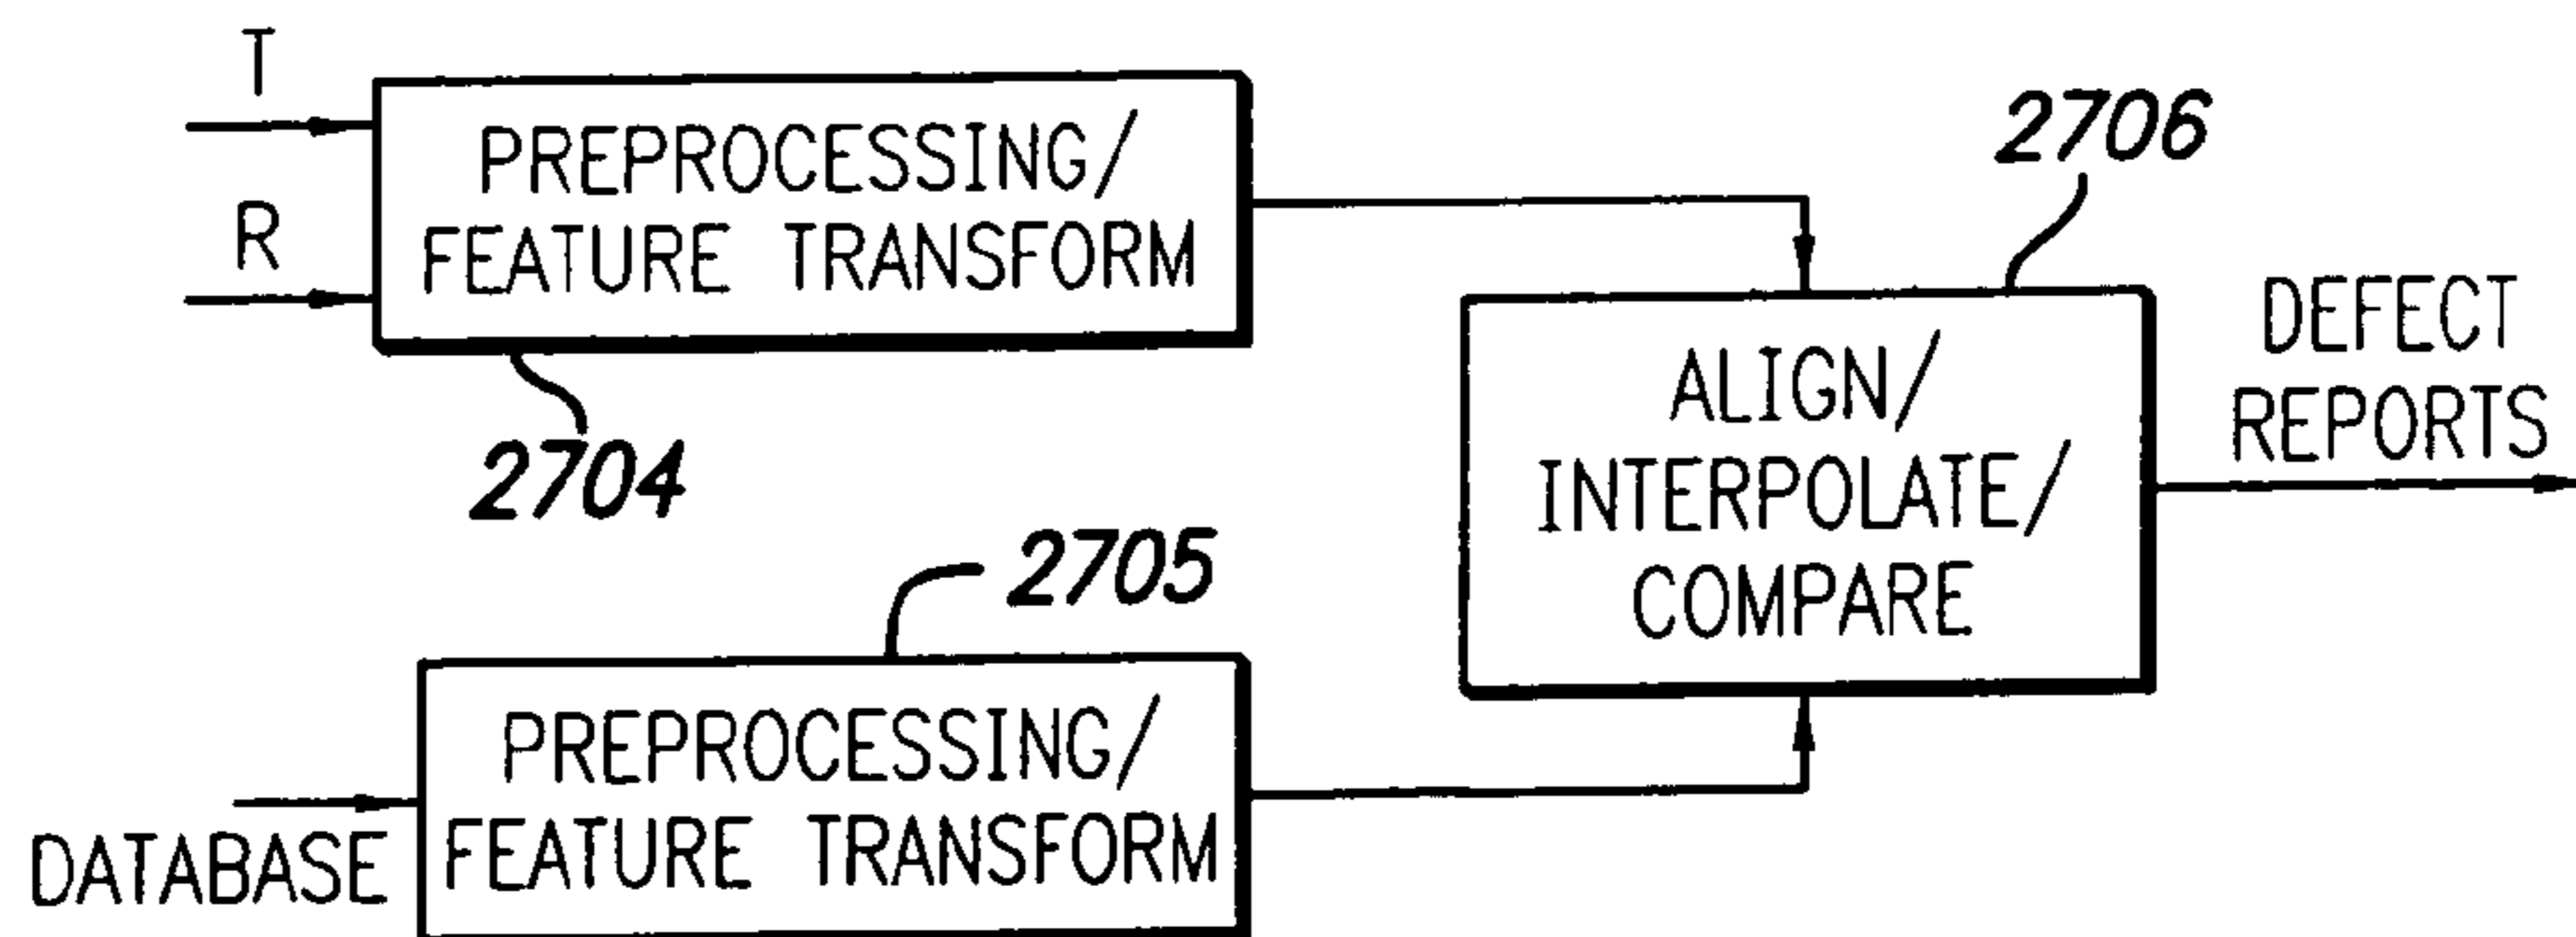 T
R
PREPROCESSING/
FEATURE TRANSFORM
2704
2706
ALIGN/
INTERPOLATE/
COMPARE
DEFECT
REPORTS
2705
DATABASE
PREPROCESSING/
FEATURE TRANSFORM